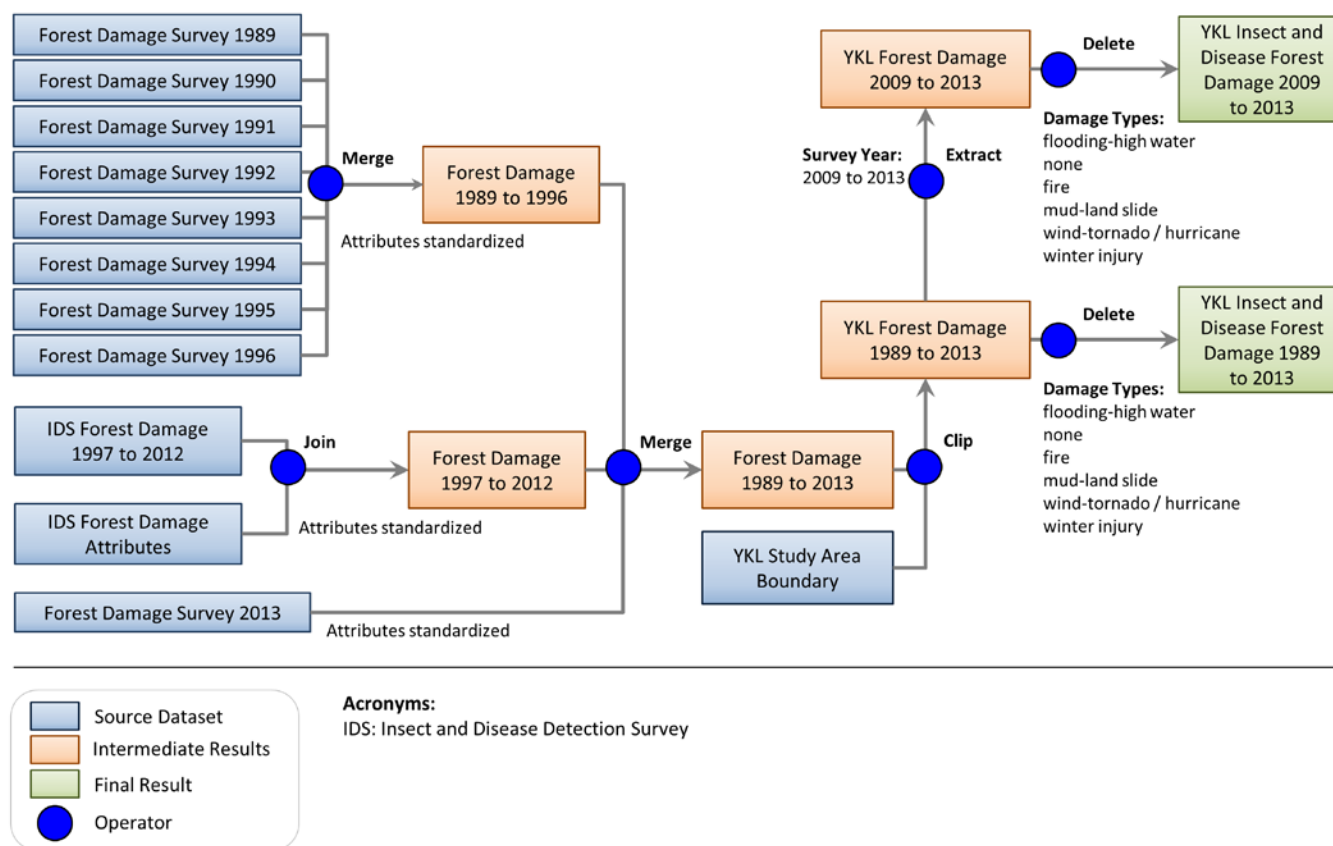 Forest Damage Survey 1989
Forest Damage Survey 1990
Forest Damage Survey 1991
Forest Damage Survey 1992
Forest Damage Survey 1993
Forest Damage Survey 1994
Forest Damage Survey 1995
Forest Damage Survey 1996
Merge
Forest Damage
1989 to 1996
Attributes standardized
IDS Forest Damage
1997 to 2012
IDS Forest Damage
Attributes
Join
Forest Damage
1997 to 2012
Attributes standardized
Forest Damage Survey 2013
Attributes standardized
Merge
Forest Damage
1989 to 2013
YKL Study Area
Boundary
Clip
YKL Forest Damage
1989 to 2013
Survey Year:
2009 to 2013
Extract
YKL Forest Damage
2009 to 2013
Delete
Damage Types:
flooding-high water
none
fire
mud-land slide
wind-tornado / hurricane
winter injury
YKL Insect and
Disease Forest
Damage 2009
to 2013
Delete
Damage Types:
flooding-high water
none
fire
mud-land slide
wind-tornado / hurricane
winter injury
YKL Insect and
Disease Forest
Damage 1989
to 2013
Source Dataset
Intermediate Results
Final Result
Operator
Acronyms:
IDS: Insect and Disease Detection Survey